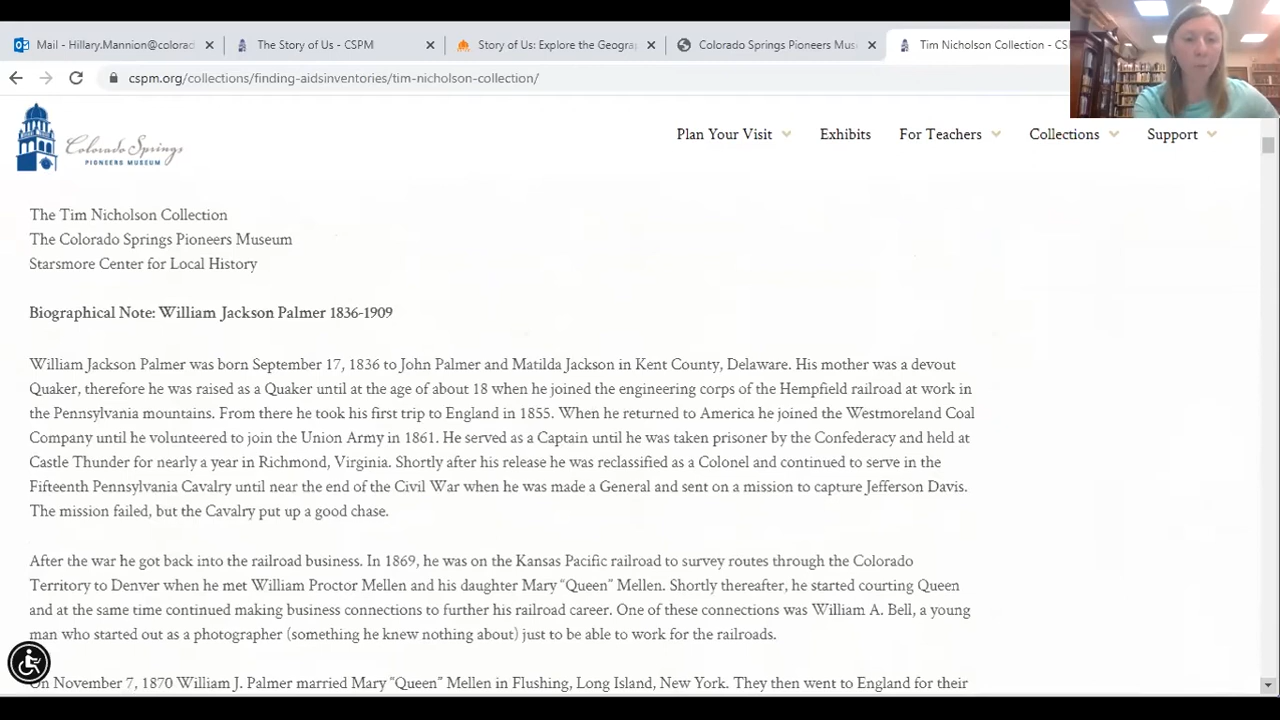 Mail - Hillary.Mannion@colorad
The Story of Us - CSPM
Story of Us: Explore the Geogra
Colorado Springs Pioneers Mus
Tim Nicholson Collection - CS
cspm.org/collections/finding-aidsinventories/tim-nicholson-collection/
Colorado Springs
PIONEERS MUSEUM
Plan Your Visit
Exhibits
For Teachers
Collections
Support
The Tim Nicholson Collection
The Colorado Springs Pioneers Museum
Starsmore Center for Local History
Biographical Note: William Jackson Palmer 1836-1909
William Jackson Palmer was born September 17, 1836 to John Palmer and Matilda Jackson in Kent County, Delaware. His mother was a devout
Quaker, therefore he was raised as a Quaker until at the age of about 18 when he joined the engineering corps of the Hempfield railroad at work in
the Pennsylvania mountains. From there he took his first trip to England in 1855. When he returned to America he joined the Westmoreland Coal
Company until he volunteered to join the Union Army in 1861. He served as a Captain until he was taken prisoner by the Confederacy and held at
Castle Thunder for nearly a year in Richmond, Virginia. Shortly after his release he was reclassified as a Colonel and continued to serve in the
Fifteenth Pennsylvania Cavalry until near the end of the Civil War when he was made a General and sent on a mission to capture Jefferson Davis.
The mission failed, but the Cavalry put up a good chase.
After the war he got back into the railroad business. In 1869, he was on the Kansas Pacific railroad to survey routes through the Colorado
Territory to Denver when he met William Proctor Mellen and his daughter Mary “Queen” Mellen. Shortly thereafter, he started courting Queen
and at the same time continued making business connections to further his railroad career. One of these connections was William A. Bell, a young
man who started out as a photographer (something he knew nothing about) just to be able to work for the railroads.
On November 7, 1870 William J. Palmer married Mary “Queen” Mellen in Flushing, Long Island, New York. They then went to England for their